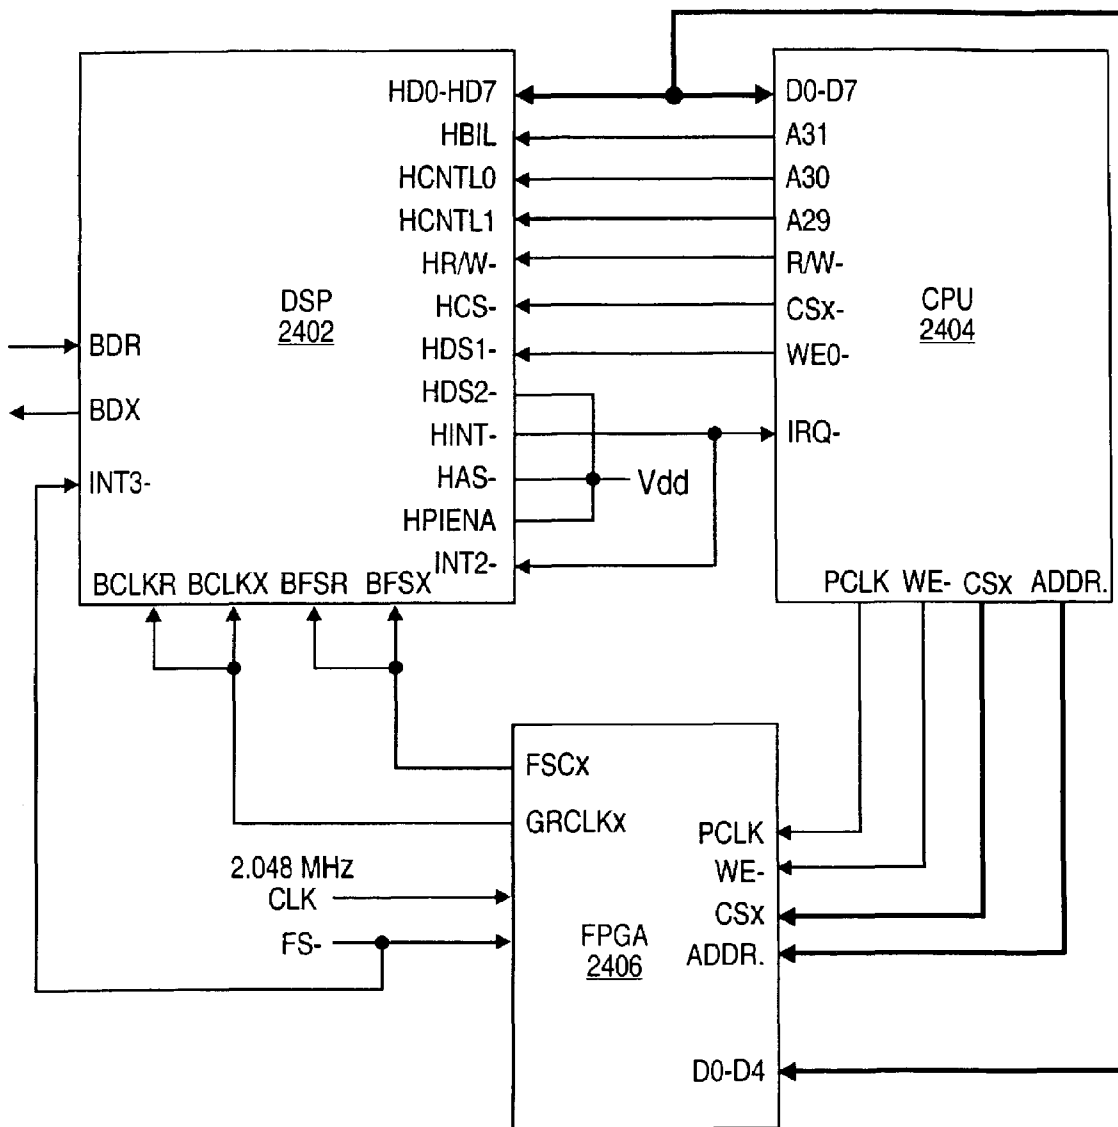 HD0-HD7
HBIL
HCNTL0
HCNTL1
HR/W-
HCS-
HDS1-
HDS2-
HINT-
HAS-
HPIENA
INT2-
DSP
2402
BDR
BDX
INT3-
BCLKR BCLKX BFSR BFSX
Vdd
D0-D7
A31
A30
A29
R/W-
CSx-
WE0-
IRQ-
CPU
2404
PCLK WE- CSx ADDR.
FSCx
GRCLKx
2.048 MHz
CLK
FS-
FPGA
2406
PCLK
WE-
CSx
ADDR.
D0-D4